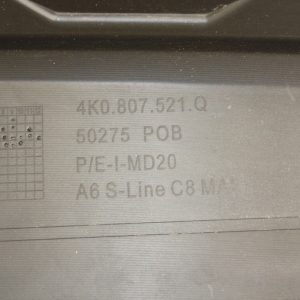 4K0.807.521.Q
50275 POB
P/E-I-MD20
A6 S-Line C8